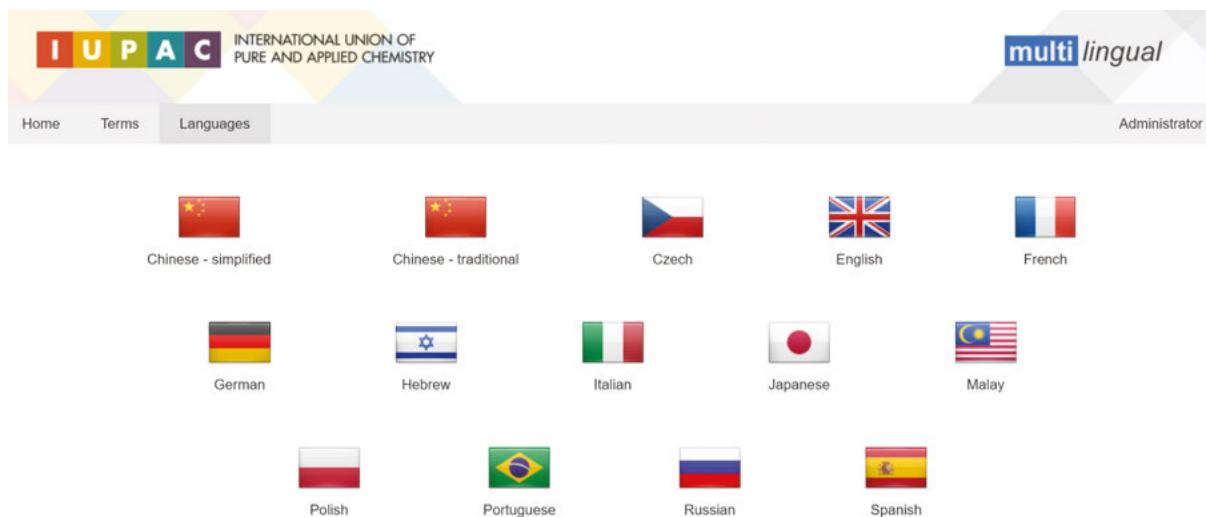 IUPAC INTERNATIONAL UNION OF
PURE AND APPLIED CHEMISTRY
multi lingual
Home Terms Languages Administrator
Chinese - simplified Chinese - traditional Czech English French
German Hebrew Italian Japanese Malay
Polish Portuguese Russian Spanish